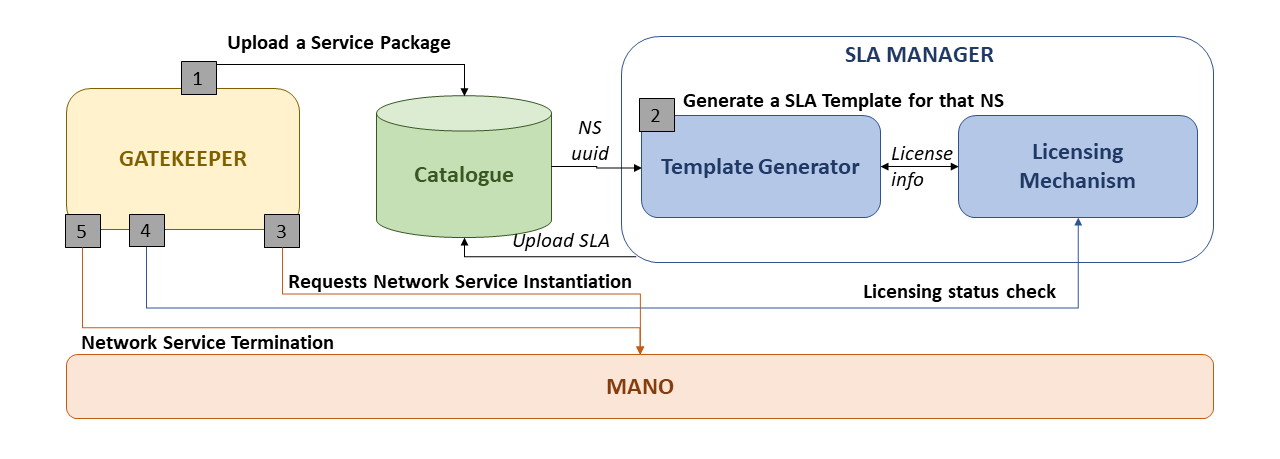 Upload a Service Package
SLA MANAGER
1
Generate a SLA Template for that NS
2
GATEKEEPER
Catalogue
NS
uuid
Template Generator
License
info
Licensing
Mechanism
5
4
3
Upload SLA
Requests Network Service Instantiation
Licensing status check
Network Service Termination
MANO